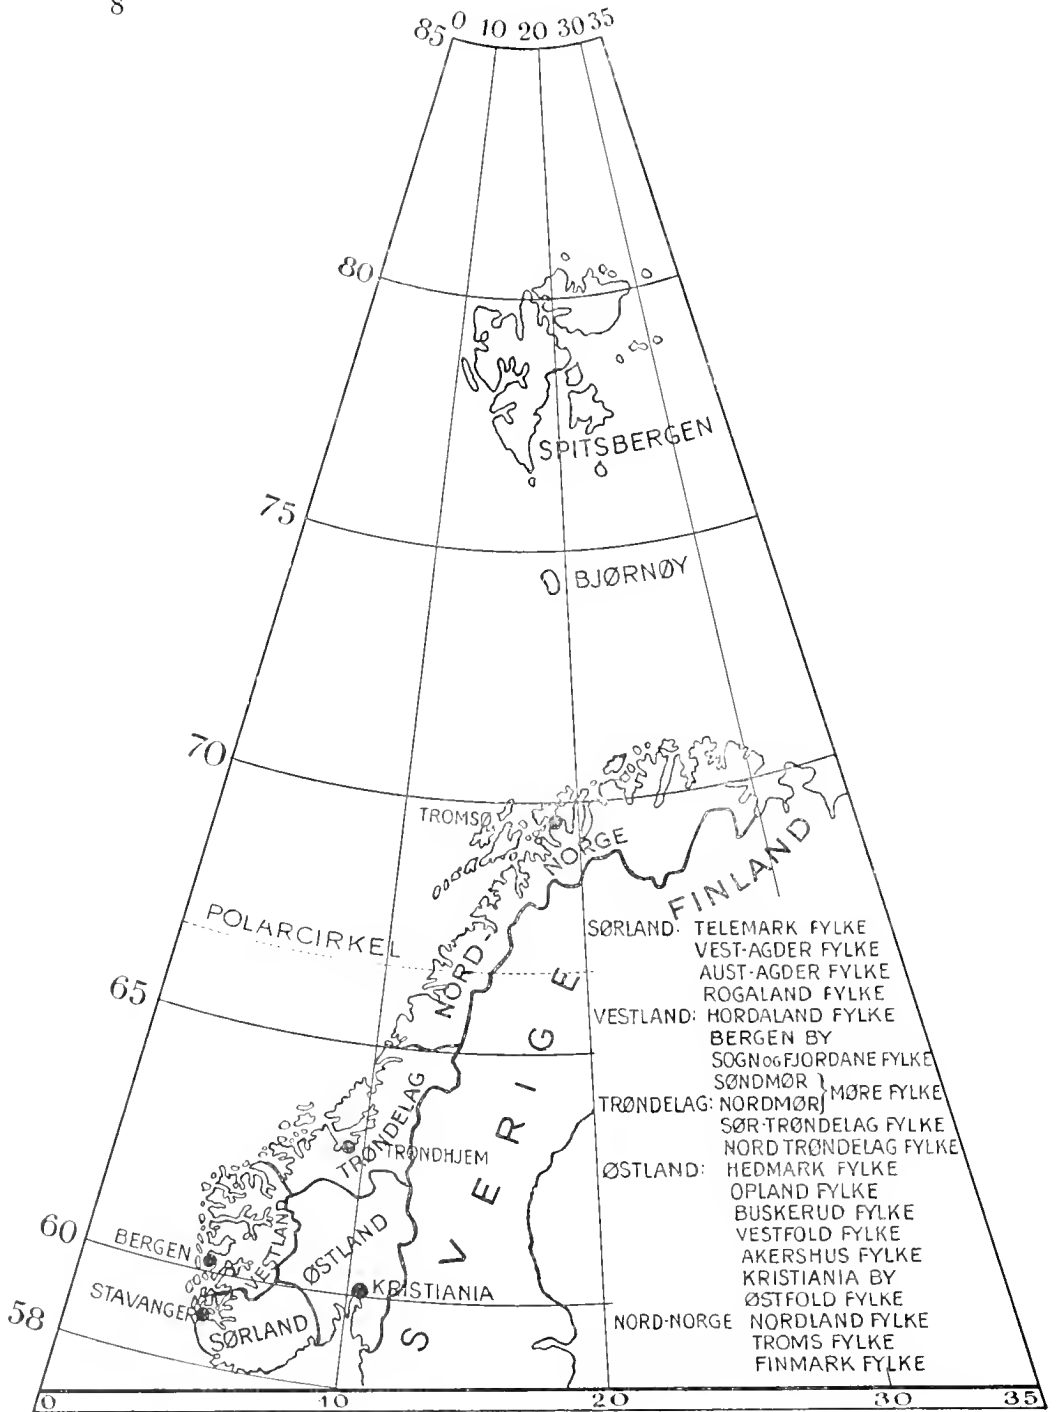 8
85 0 10 20 30 35
80
SPITSBERGEN
75
BJØRNØY
70
TROMSØ
NORD-NORGE
FINLAND
POLARCIRKEL
65
SVERIGE
TRØNDELAG
TRONDHJEM
60
BERGEN
VESTLAND
ØSTLAND
STAVANGER
KRISTIANIA
58
SØRLAND
SØRLAND: TELEMARK FYLKE
VEST-AGDER FYLKE
AUST-AGDER FYLKE
ROGALAND FYLKE
VESTLAND: HORDALAND FYLKE
BERGEN BY
SOGN OG FJORDANE FYLKE
SØNDMØR } MØRE FYLKE
TRØNDELAG: NORDMØR
SØR-TRØNDELAG FYLKE
NORD TRØNDELAG FYLKE
ØSTLAND: HEDMARK FYLKE
OPLAND FYLKE
BUSKERUD FYLKE
VESTFOLD FYLKE
AKERSHUS FYLKE
KRISTIANIA BY
ØSTFOLD FYLKE
NORD-NORGE NORDLAND FYLKE
TROMS FYLKE
FINMARK FYLKE
0 10 20 30 35